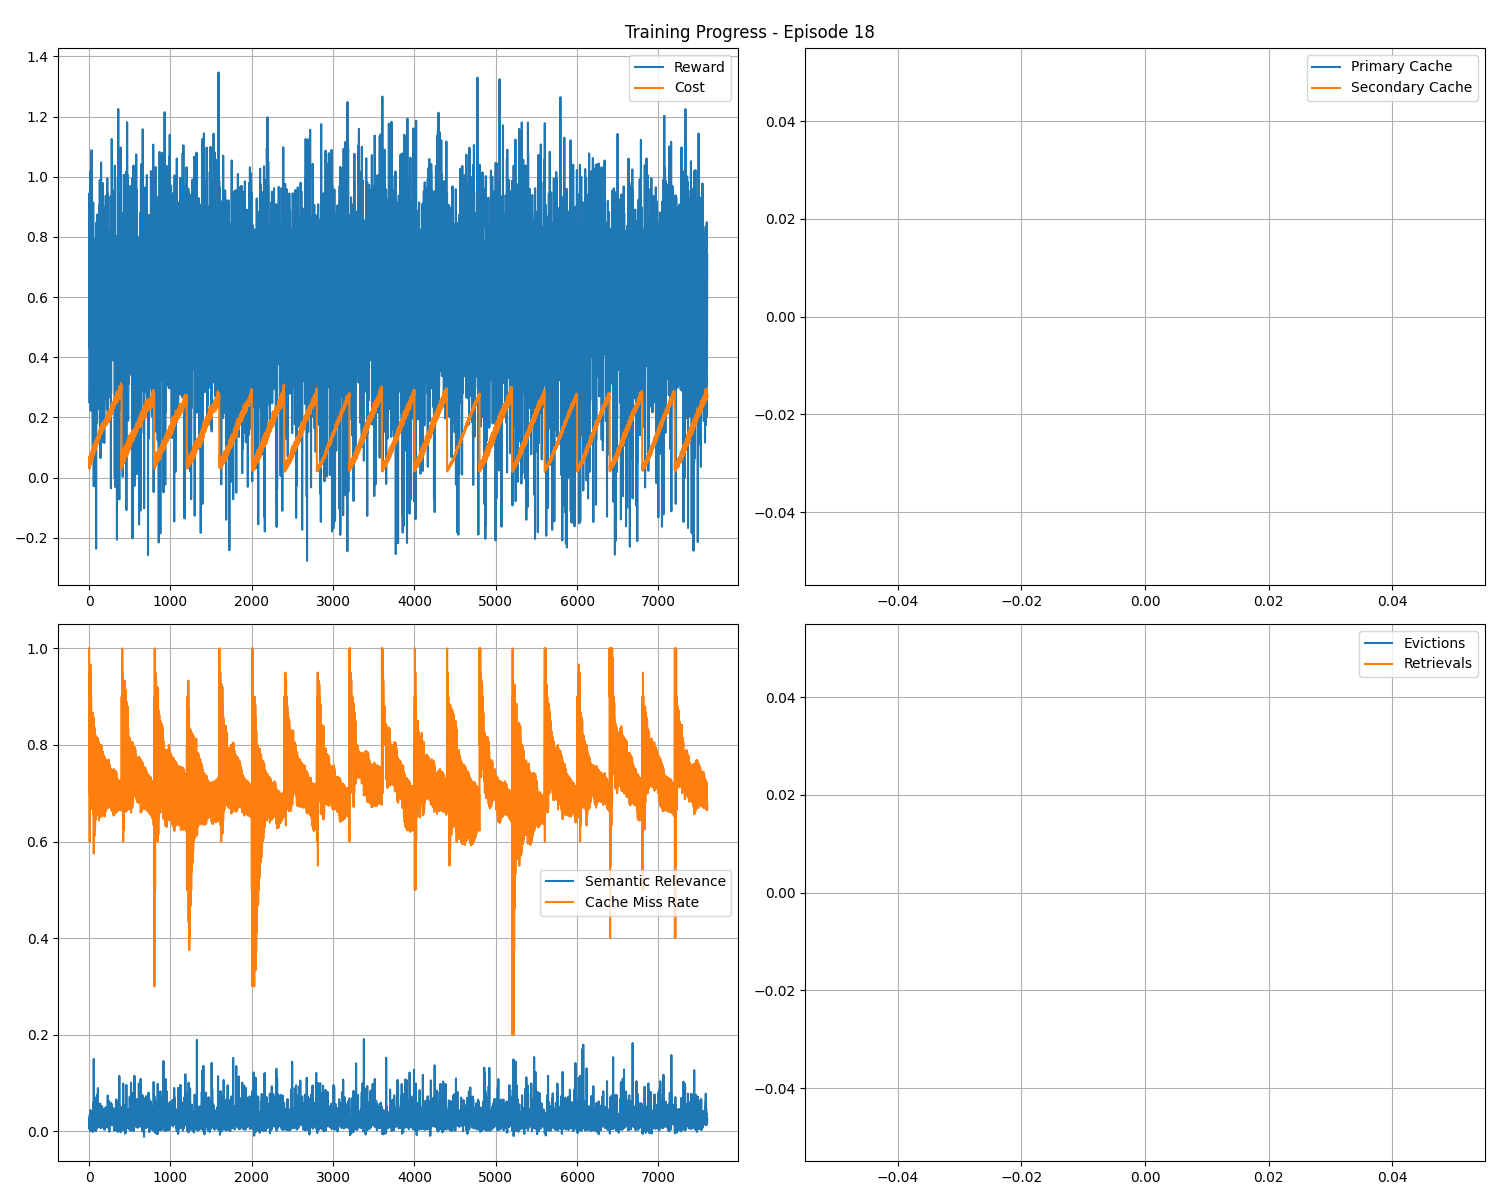 Training Progress - Episode 18
1.4
1.2
1.0
0.8
0.6
0.4
0.2
0.0
−0.2
Reward
Cost
0 1000 2000 3000 4000 5000 6000 7000
0.04
0.02
0.00
−0.02
−0.04
Primary Cache
Secondary Cache
−0.04 −0.02 0.00 0.02 0.04
1.0
0.8
0.6
0.4
0.2
0.0
Semantic Relevance
Cache Miss Rate
0 1000 2000 3000 4000 5000 6000 7000
0.04
0.02
0.00
−0.02
−0.04
Evictions
Retrievals
−0.04 −0.02 0.00 0.02 0.04